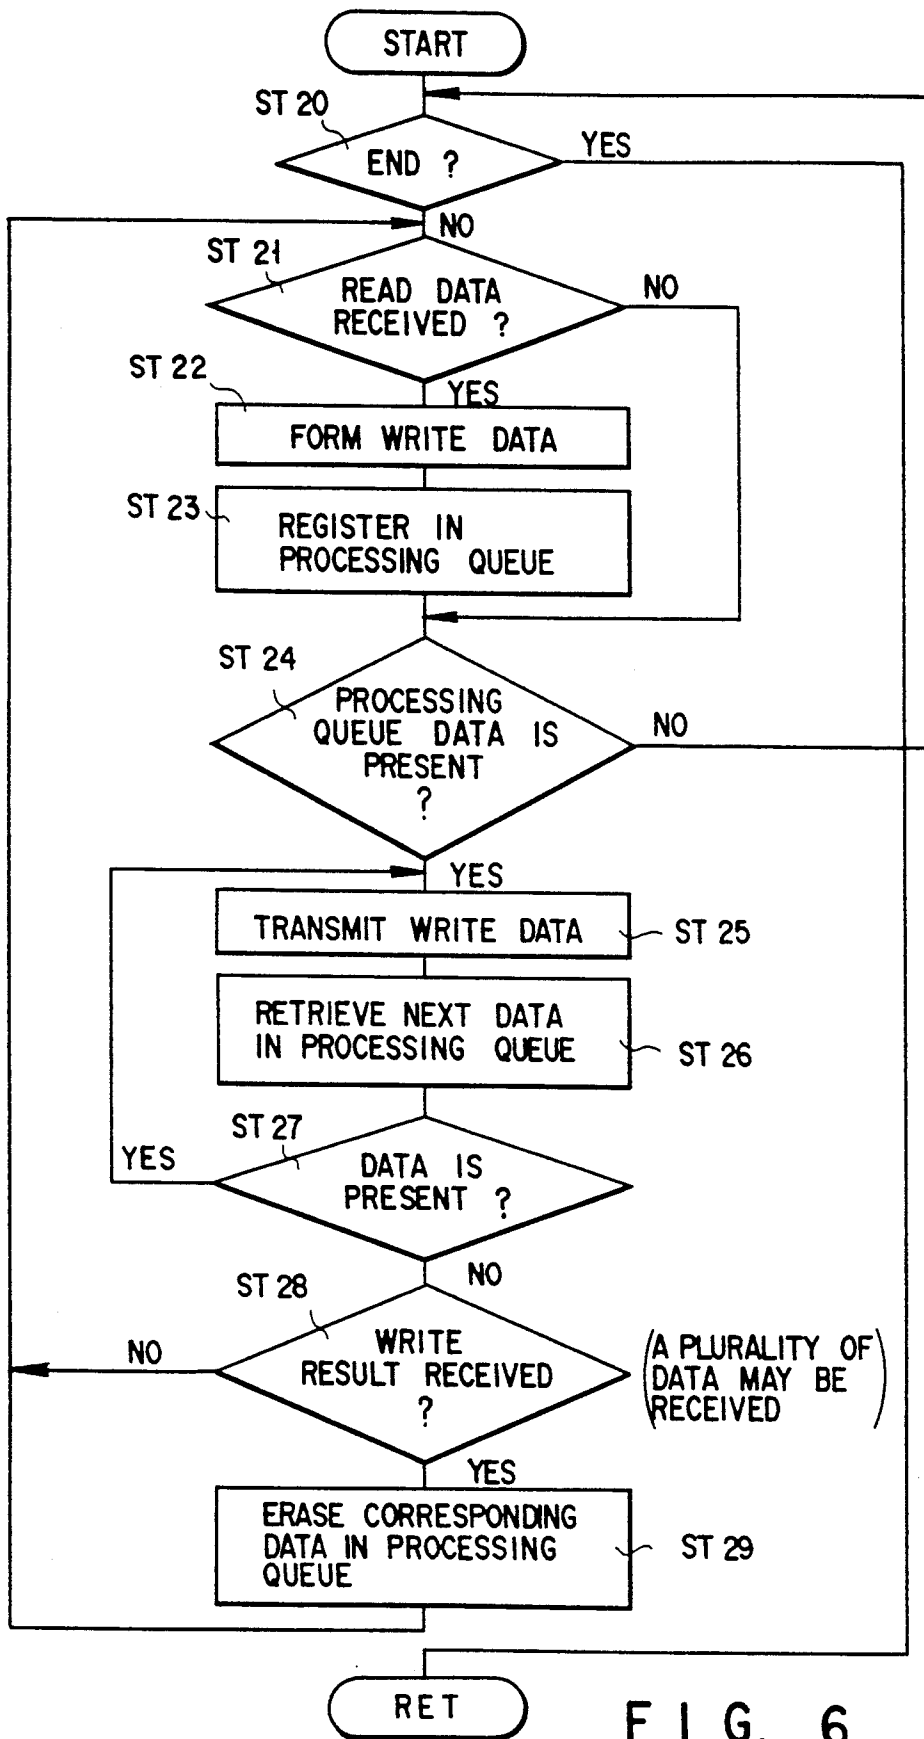 START
ST 20
END ?
YES
NO
ST 21
READ DATA
RECEIVED ?
NO
ST 22
YES
FORM WRITE DATA
ST 23
REGISTER IN
PROCESSING QUEUE
ST 24
PROCESSING
QUEUE DATA IS
PRESENT
?
NO
YES
TRANSMIT WRITE DATA
ST 25
RETRIEVE NEXT DATA
IN PROCESSING QUEUE
ST 26
ST 27
YES
DATA IS
PRESENT ?
NO
ST 28
NO
WRITE
RESULT RECEIVED
?
(A PLURALITY OF
DATA MAY BE
RECEIVED)
YES
ERASE CORRESPONDING
DATA IN PROCESSING
QUEUE
ST 29
RET
FIG. 6